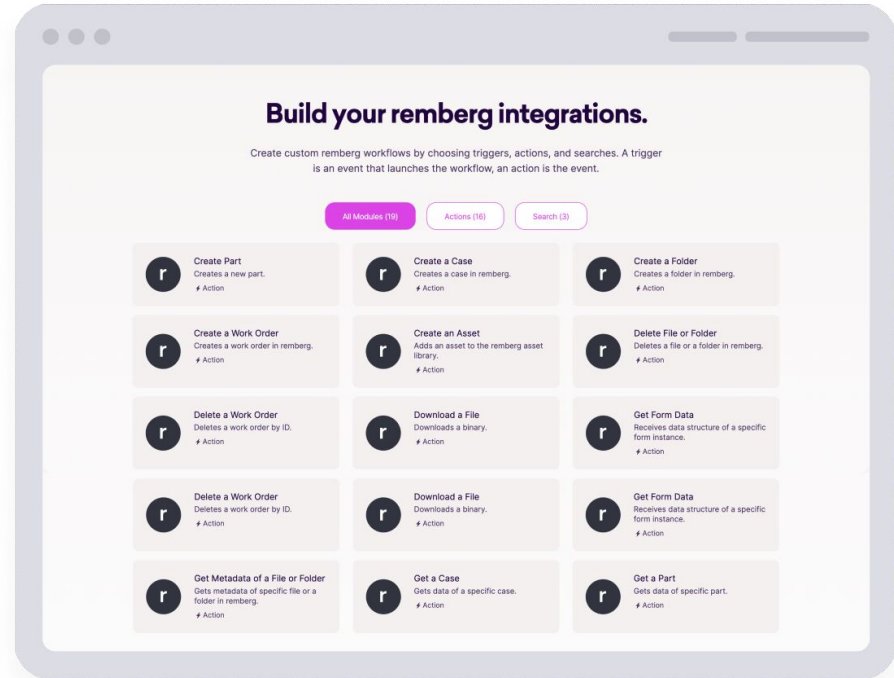 Build your remberg integrations.
Create custom remberg workflows by choosing triggers, actions, and searches. A trigger
is an event that launches the workflow, an action is the event.
All Modules (19)
Actions (16)
Search (3)
r
Create Part
Creates a new part.
Action
r
Create a Case
Creates a case in remberg.
Action
r
Create a Folder
Creates a folder in remberg.
Action
r
Create a Work Order
Creates a work order in remberg.
Action
r
Create an Asset
Adds an asset to the remberg asset
library.
Action
r
Delete File or Folder
Deletes a file or a folder in remberg.
Action
r
Delete a Work Order
Deletes a work order by ID.
Action
r
Download a File
Downloads a binary.
Action
r
Get Form Data
Receives data structure of a specific
form instance.
Action
r
Delete a Work Order
Deletes a work order by ID.
Action
r
Download a File
Downloads a binary.
Action
r
Get Form Data
Receives data structure of a specific
form instance.
Action
r
Get Metadata of a File or Folder
Gets metadata of specific file or a
folder in remberg.
Action
r
Get a Case
Gets data of a specific case.
Action
r
Get a Part
Gets data of specific part.
Action